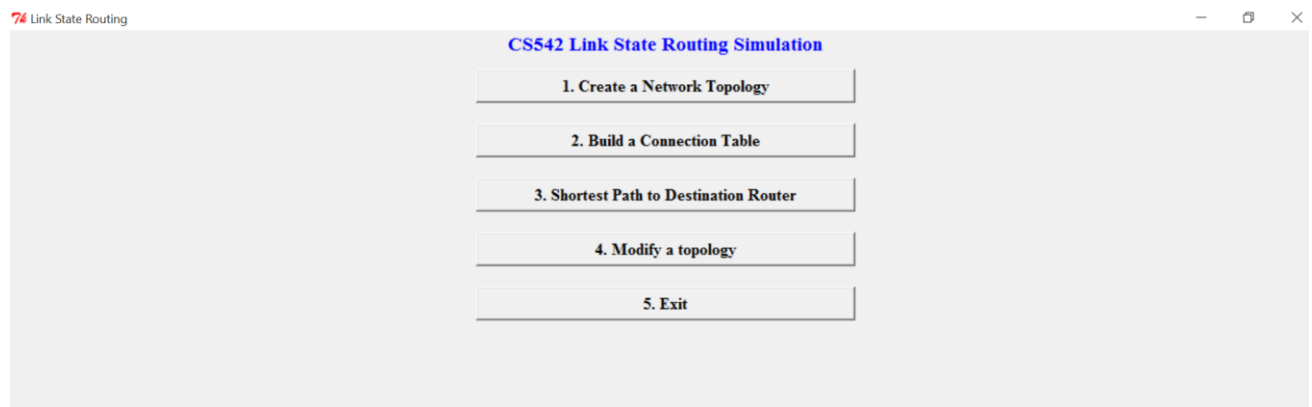 Link State Routing
CS542 Link State Routing Simulation
1. Create a Network Topology
2. Build a Connection Table
3. Shortest Path to Destination Router
4. Modify a topology
5. Exit